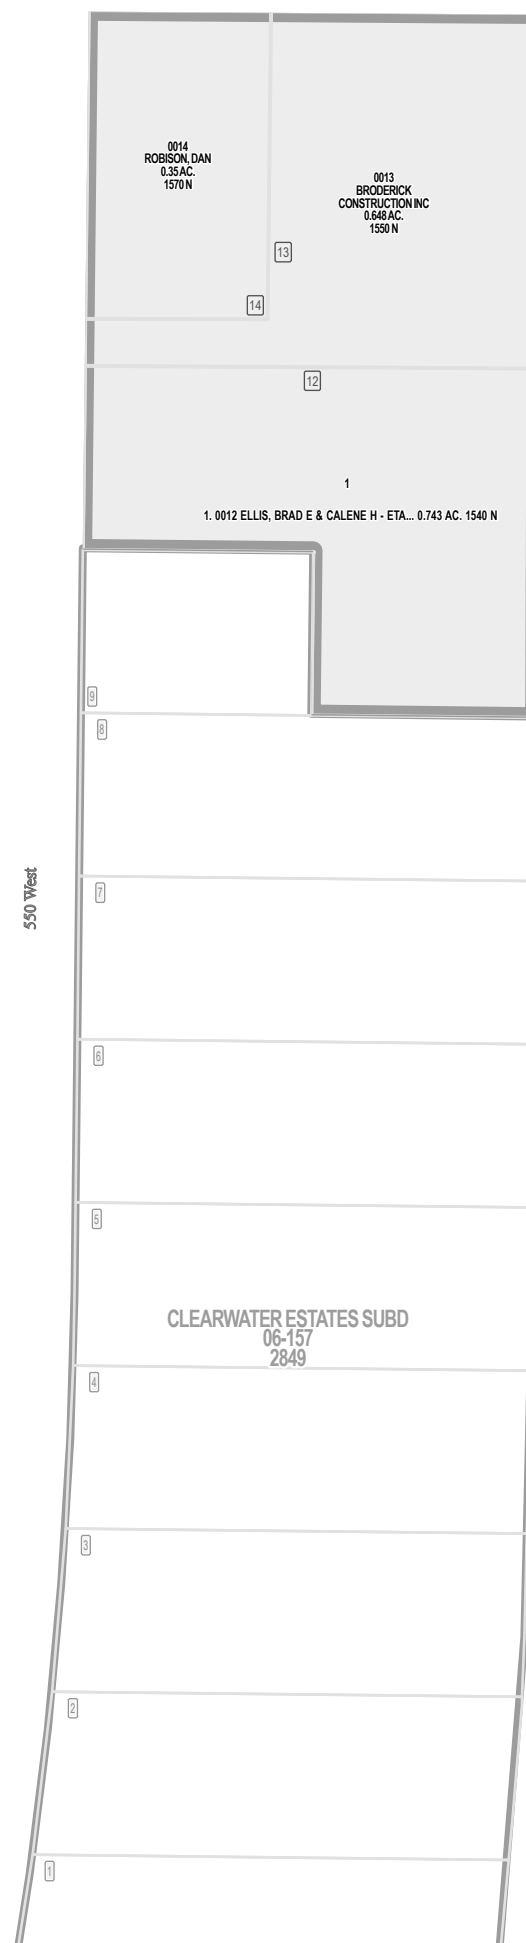 0014
ROBISON, DAN
0.35 AC.
1570 N
0013
BRODERICK
CONSTRUCTION INC
0.648 AC.
1550 N
13
14
12
1
1. 0012 ELLIS, BRAD E & CALENE H - ETA... 0.743 AC. 1540 N
9
8
550 West
7
6
5
CLEARWATER ESTATES SUBD
06-157
2849
4
3
2
1